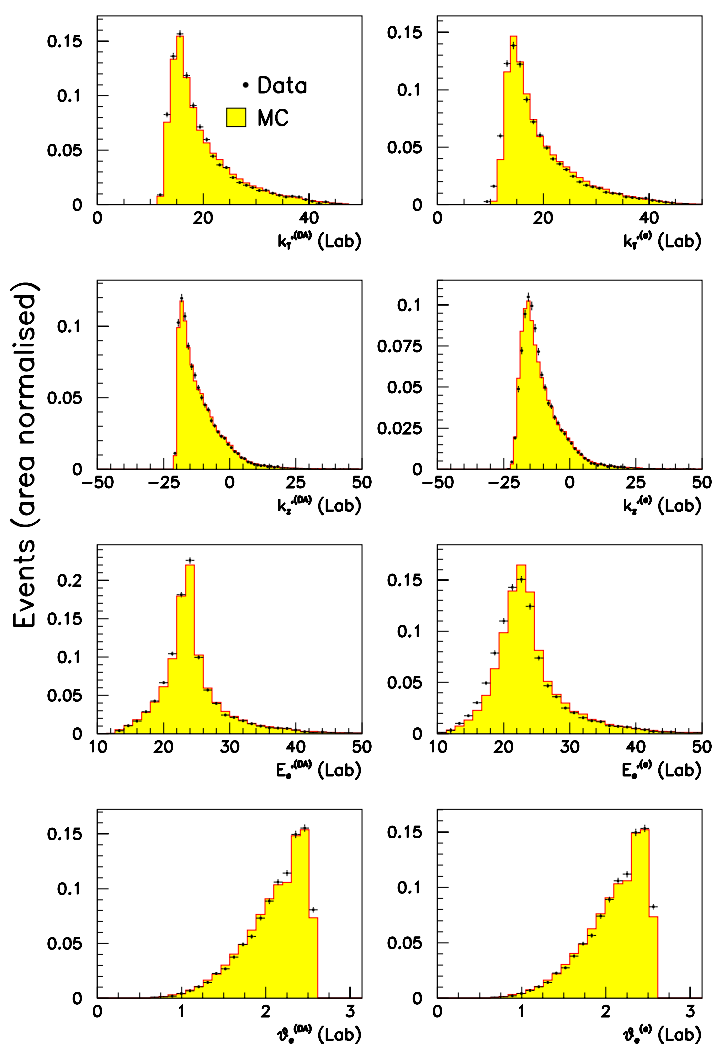 Events (area normalised)
0.15
0.1
0.05
0
0 20 40
k_T'^(DA) (Lab)
Data
MC
0.15
0.1
0.05
0
0 20 40
k_T'^(e) (Lab)
0.1
0.05
0
−50 −25 0 25 50
k_z'^(DA) (Lab)
0.1
0.075
0.05
0.025
0
−50 −25 0 25 50
k_z'^(e) (Lab)
0.2
0.15
0.1
0.05
0
10 20 30 40 50
E_e'^(DA) (Lab)
0.15
0.1
0.05
0
10 20 30 40 50
E_e'^(e) (Lab)
0.15
0.1
0.05
0
0 1 2 3
ϑ_e^(DA) (Lab)
0.15
0.1
0.05
0
0 1 2 3
ϑ_e^(e) (Lab)